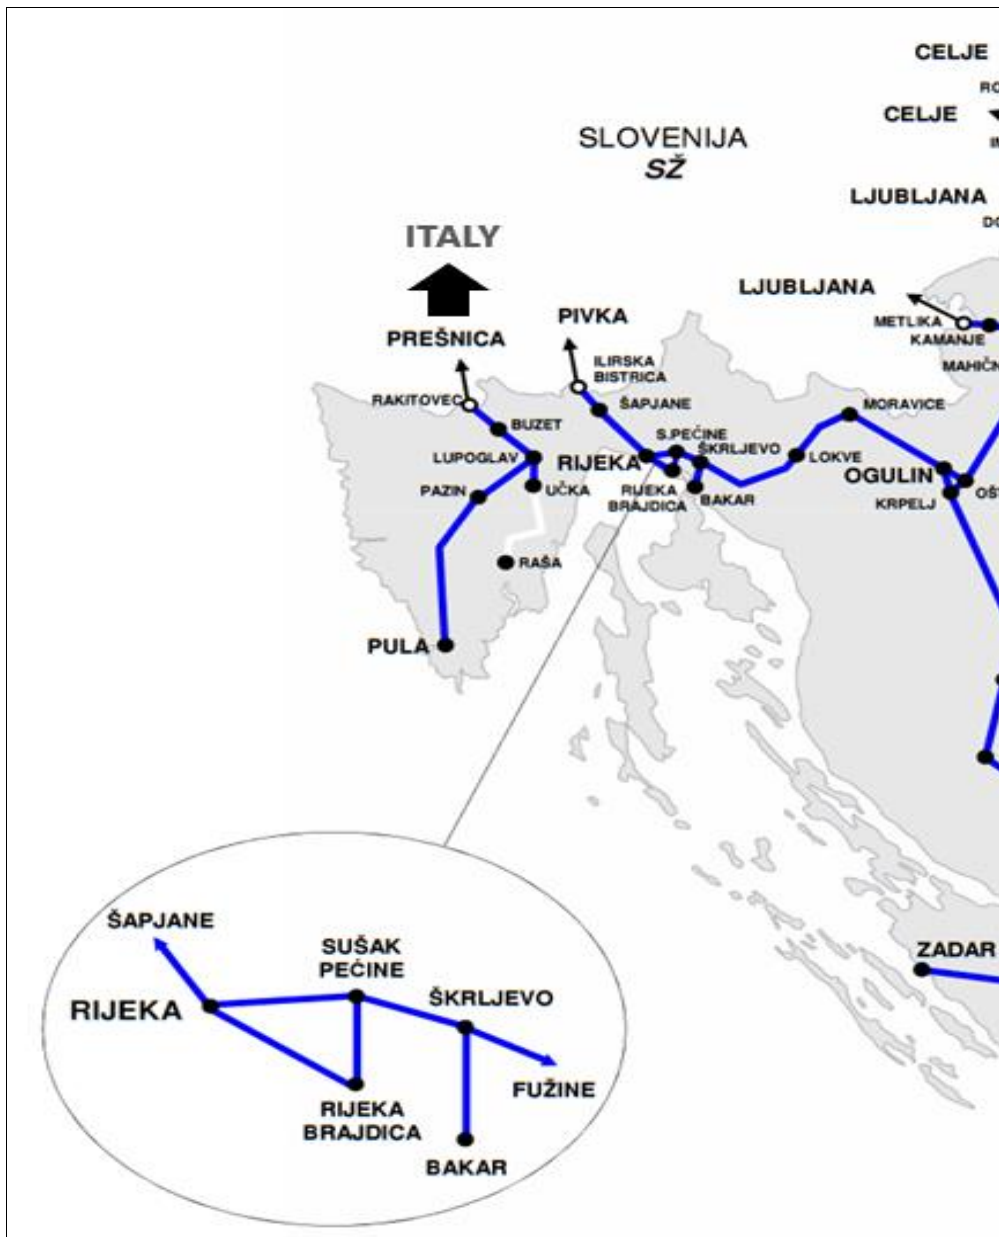 CELJE
CELJE
SLOVENIJA
SŽ
LJUBLJANA
ITALY
LJUBLJANA
PREŠNICA
PIVKA
METLIKA
KAMANJE
ILIRSKA
BISTRICA
RAKITOVEC
ŠAPJANE
MORAVICE
BUZET
S.PEĆINE
ŠKRLJEVO
LUPOGLAV
RIJEKA
LOKVE
OGULIN
PAZIN
UČKA
RIJEKA
BRAJDICA
BAKAR
KRPELJ
RAŠA
PULA
ŠAPJANE
SUŠAK
PEĆINE
ZADAR
RIJEKA
ŠKRLJEVO
FUŽINE
RIJEKA
BRAJDICA
BAKAR